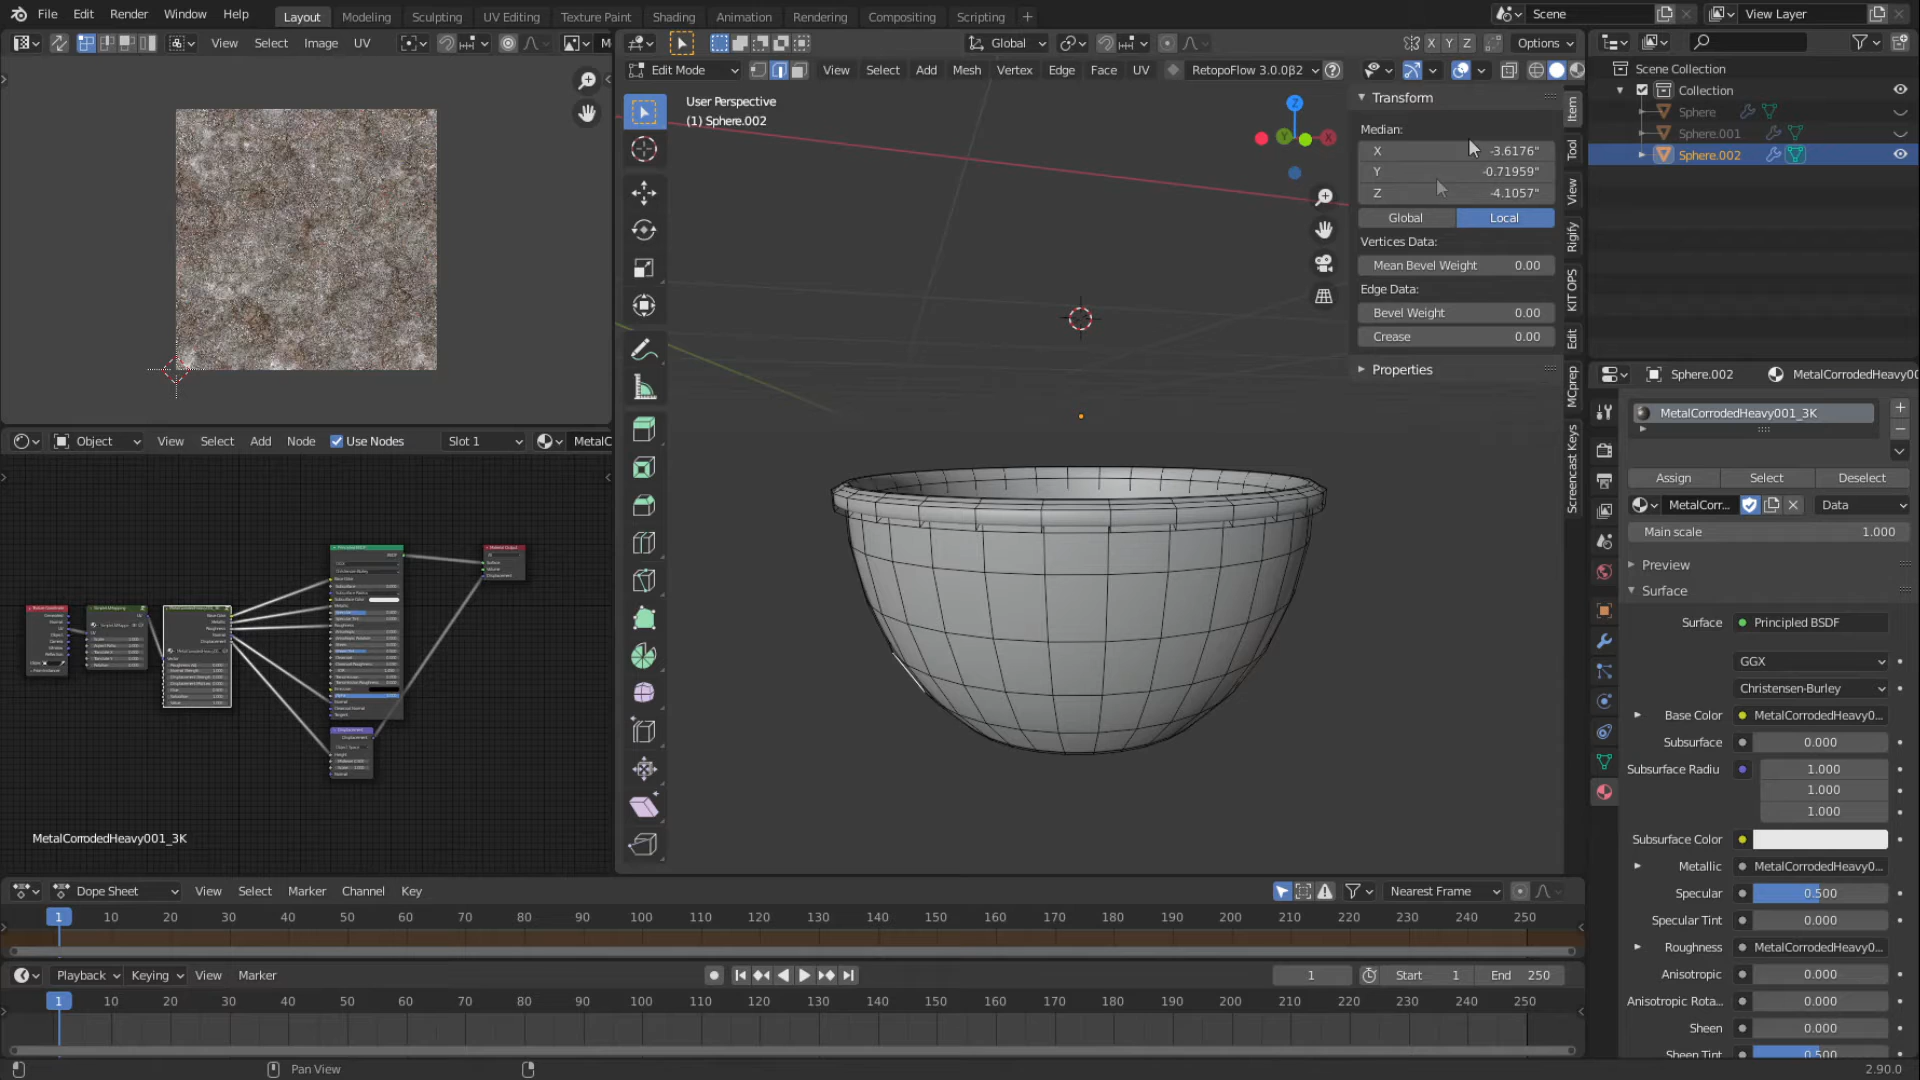 File Edit Render Window Help
Layout Modeling Sculpting UV Editing Texture Paint Shading Animation Rendering Compositing Scripting +
Scene
View Layer
View Select Image UV
Global
X Y Z
Options
Edit Mode
View Select Add Mesh Vertex Edge Face UV
RetopoFlow 3.0.0β2
User Perspective
(1) Sphere.002
Z
Y
X
Transform
Median:
X -3.6176"
Y -0.71959"
Z -4.1057"
Global Local
Vertices Data:
Mean Bevel Weight 0.00
Edge Data:
Bevel Weight 0.00
Crease 0.00
Properties
Item
Tool
View
Rigify
KIT OPS
Edit
MCprep
Screencast Keys
Scene Collection
Collection
Sphere
Sphere.001
Sphere.002
Sphere.002 MetalCorrodedHeavy00
MetalCorrodedHeavy001_3K
Assign Select Deselect
MetalCorr...
Data
Main scale 1.000
Preview
Surface
Surface Principled BSDF
GGX
Christensen-Burley
Base Color MetalCorrodedHeavy0...
Subsurface 0.000
Subsurface Radiu 1.000
1.000
1.000
Subsurface Color
Metallic MetalCorrodedHeavy0...
Specular 0.500
Specular Tint 0.000
Roughness MetalCorrodedHeavy0...
Anisotropic 0.000
Anisotropic Rota... 0.000
Sheen 0.000
Sheen Tint 0.500
Object
View Select Add Node
Use Nodes
Slot 1
MetalC
Principled BSDF
Material Output
Displacement
MetalCorrodedHeavy001_3K
Dope Sheet
View Select Marker Channel Key
Nearest Frame
1 10 20 30 40 50 60 70 80 90 100 110 120 130 140 150 160 170 180 190 200 210 220 230 240 250
Playback Keying View Marker
1
Start 1
End 250
1 10 20 30 40 50 60 70 80 90 100 110 120 130 140 150 160 170 180 190 200 210 220 230 240 250
Pan View
2.90.0